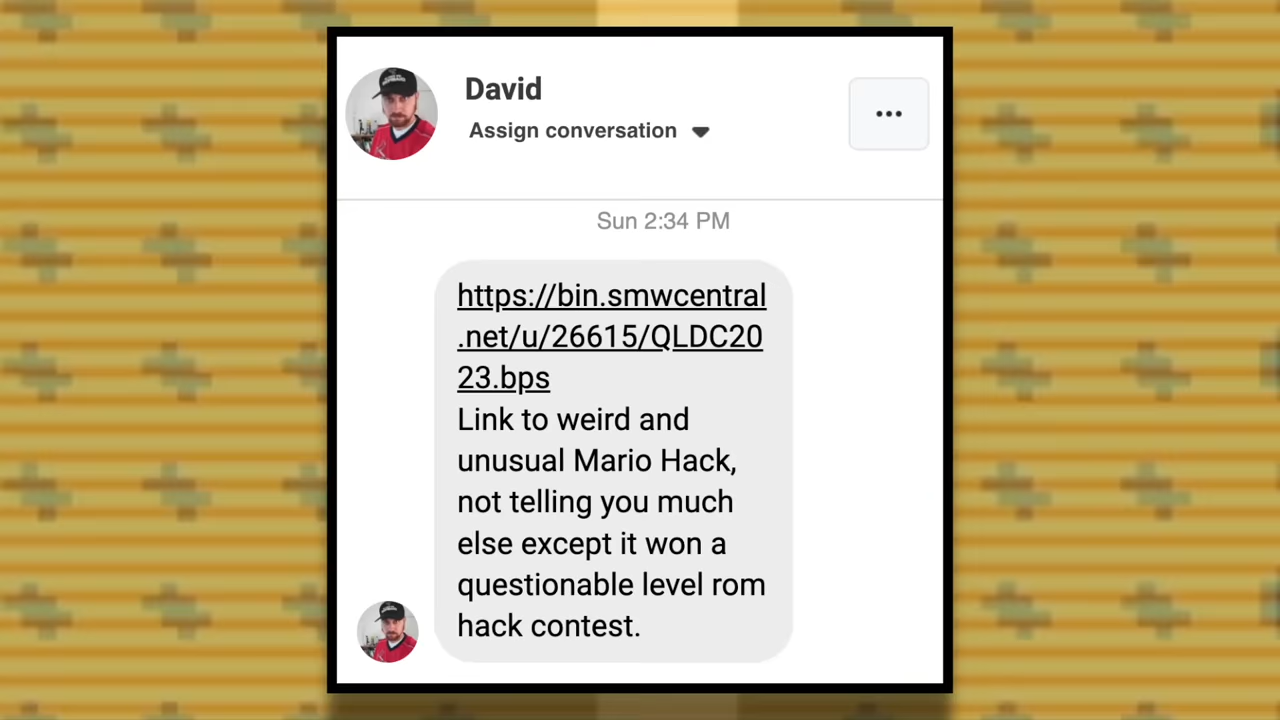 David
Assign conversation
Sun 2:34 PM
https://bin.smwcentral
.net/u/26615/QLDC20
23.bps
Link to weird and
unusual Mario Hack,
not telling you much
else except it won a
questionable level rom
hack contest.